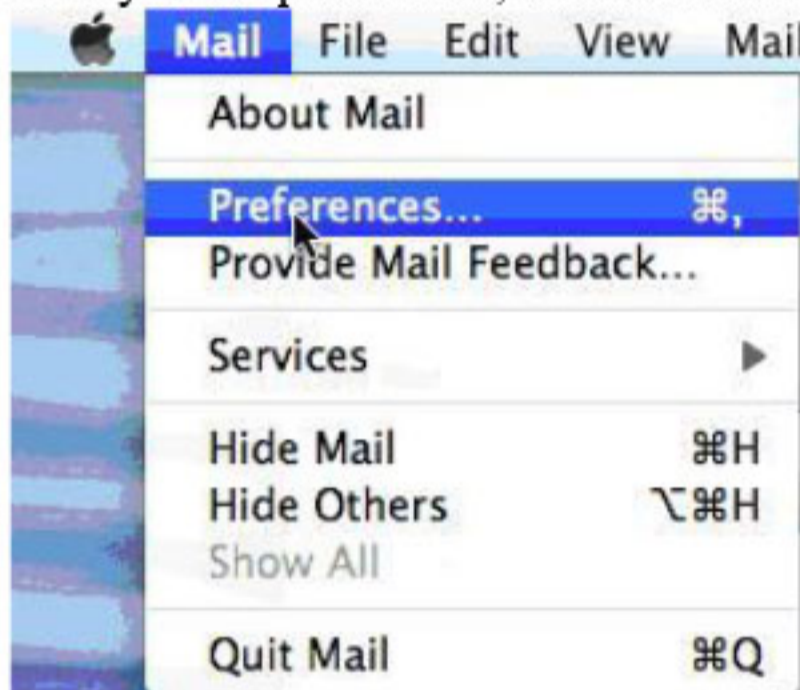 Mail File Edit View Mail
About Mail
Preferences... ⌘,
Provide Mail Feedback...
Services
Hide Mail ⌘H
Hide Others ⌥⌘H
Show All
Quit Mail ⌘Q